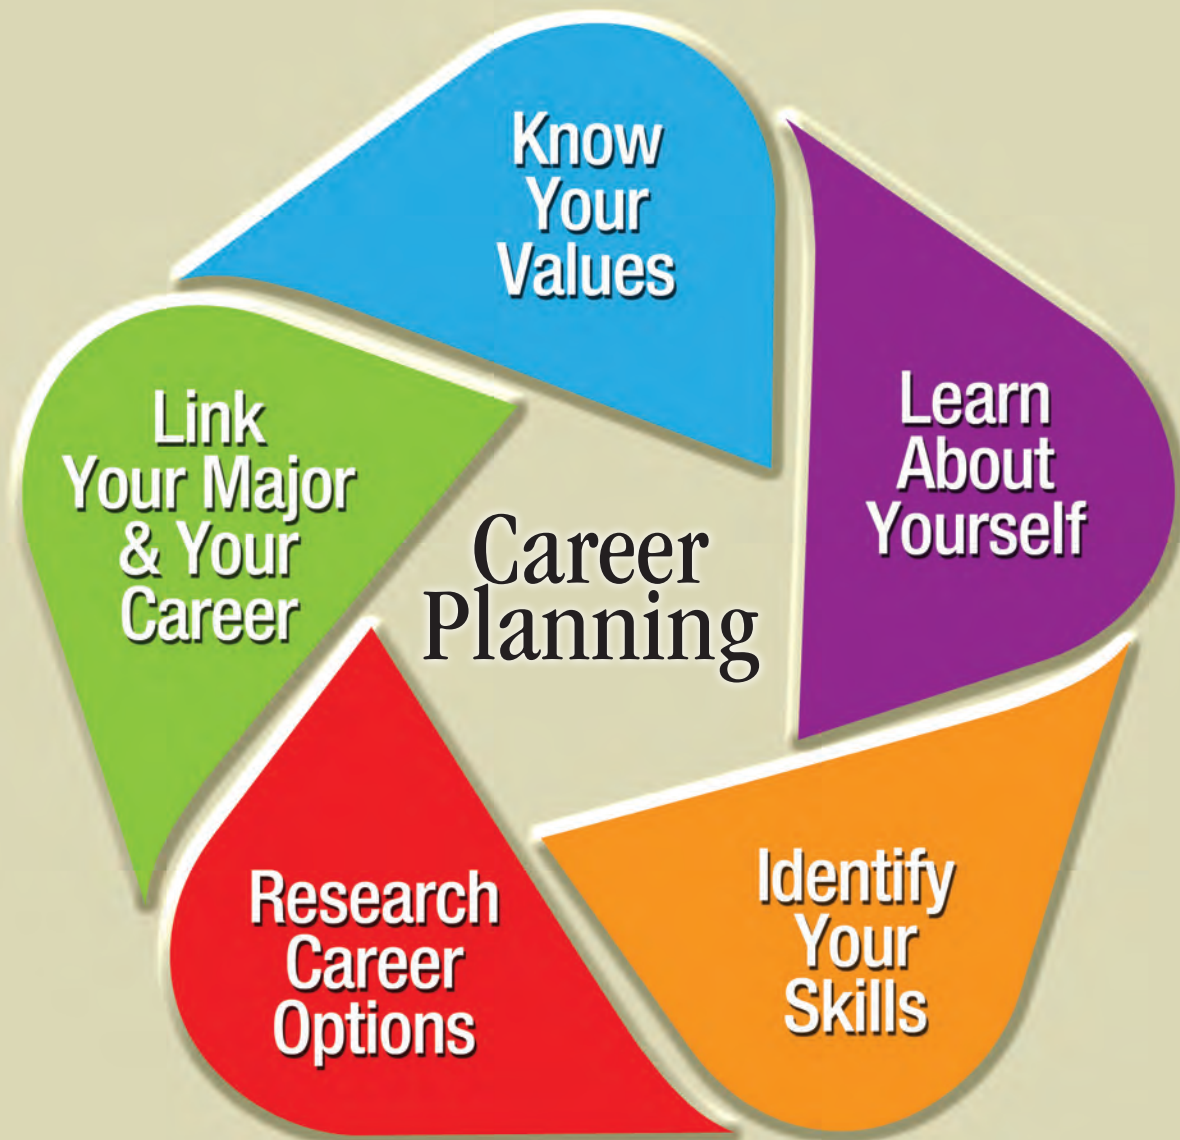 Know
Your
Values
Learn
About
Yourself
Identify
Your
Skills
Research
Career
Options
Link
Your Major
& Your
Career
Career
Planning